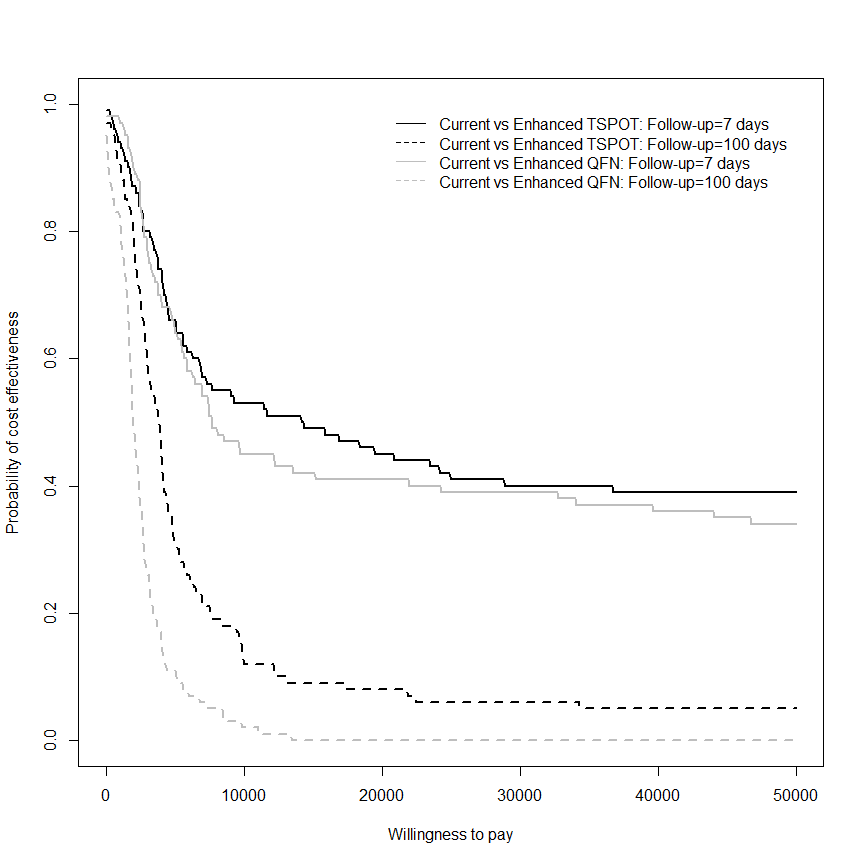 Current vs Enhanced TSPOT: Follow-up=7 days
Current vs Enhanced TSPOT: Follow-up=100 days
Current vs Enhanced QFN: Follow-up=7 days
Current vs Enhanced QFN: Follow-up=100 days
Probability of cost effectiveness
1.0
0.8
0.6
0.4
0.2
0.0
0 10000 20000 30000 40000 50000
Willingness to pay